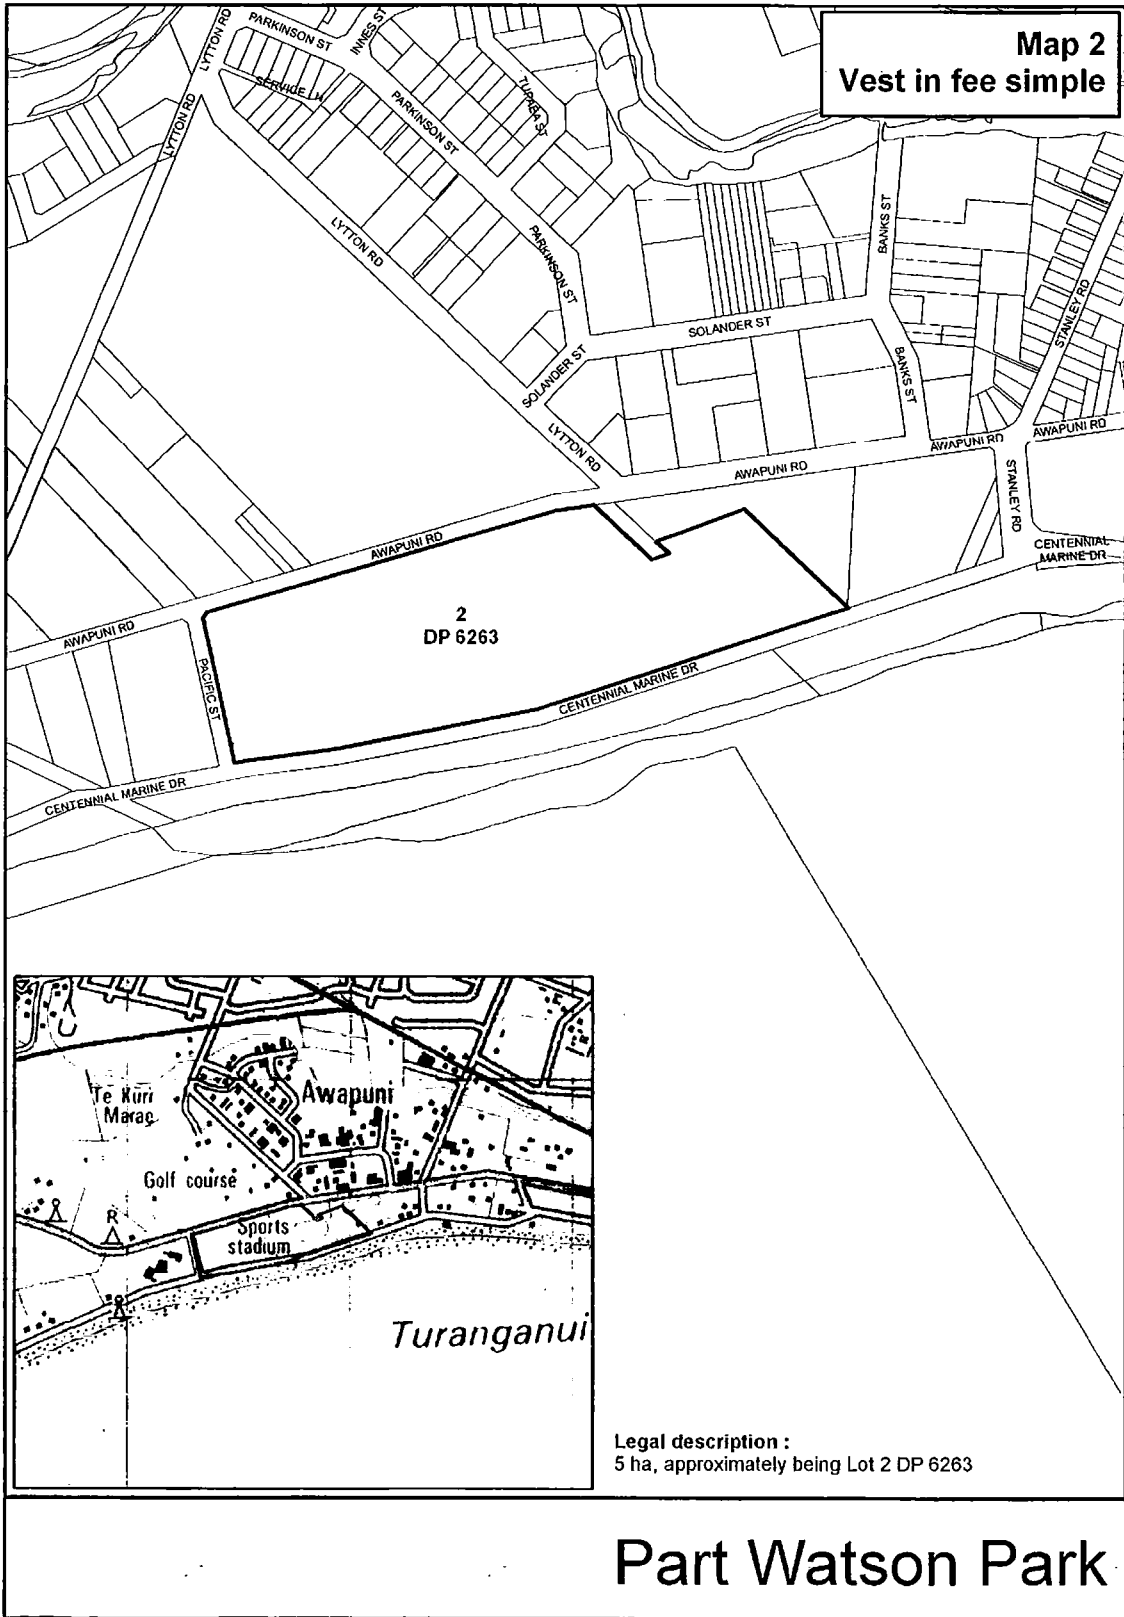 Map 2
Vest in fee simple
LYTTON RD
PARKINSON ST
INNES ST
SERVICE LN
TUPARA ST
PARKINSON ST
LYTTON RD
LYTTON RD
PARKINSON ST
BANKS ST
STANLEY RD
SOLANDER ST
SOLANDER ST
BANKS ST
LYTTON RD
AWAPUNI RD
AWAPUNI RD
AWAPUNI RD
STANLEY RD
AWAPUNI RD
CENTENNIAL
MARINE DR
2
DP 6263
AWAPUNI RD
PACIFIC ST
CENTENNIAL MARINE DR
CENTENNIAL MARINE DR
Te Kuri
Marae
Awapuni
Golf course
R
Sports
stadium
Turanganui
Legal description :
5 ha, approximately being Lot 2 DP 6263
Part Watson Park